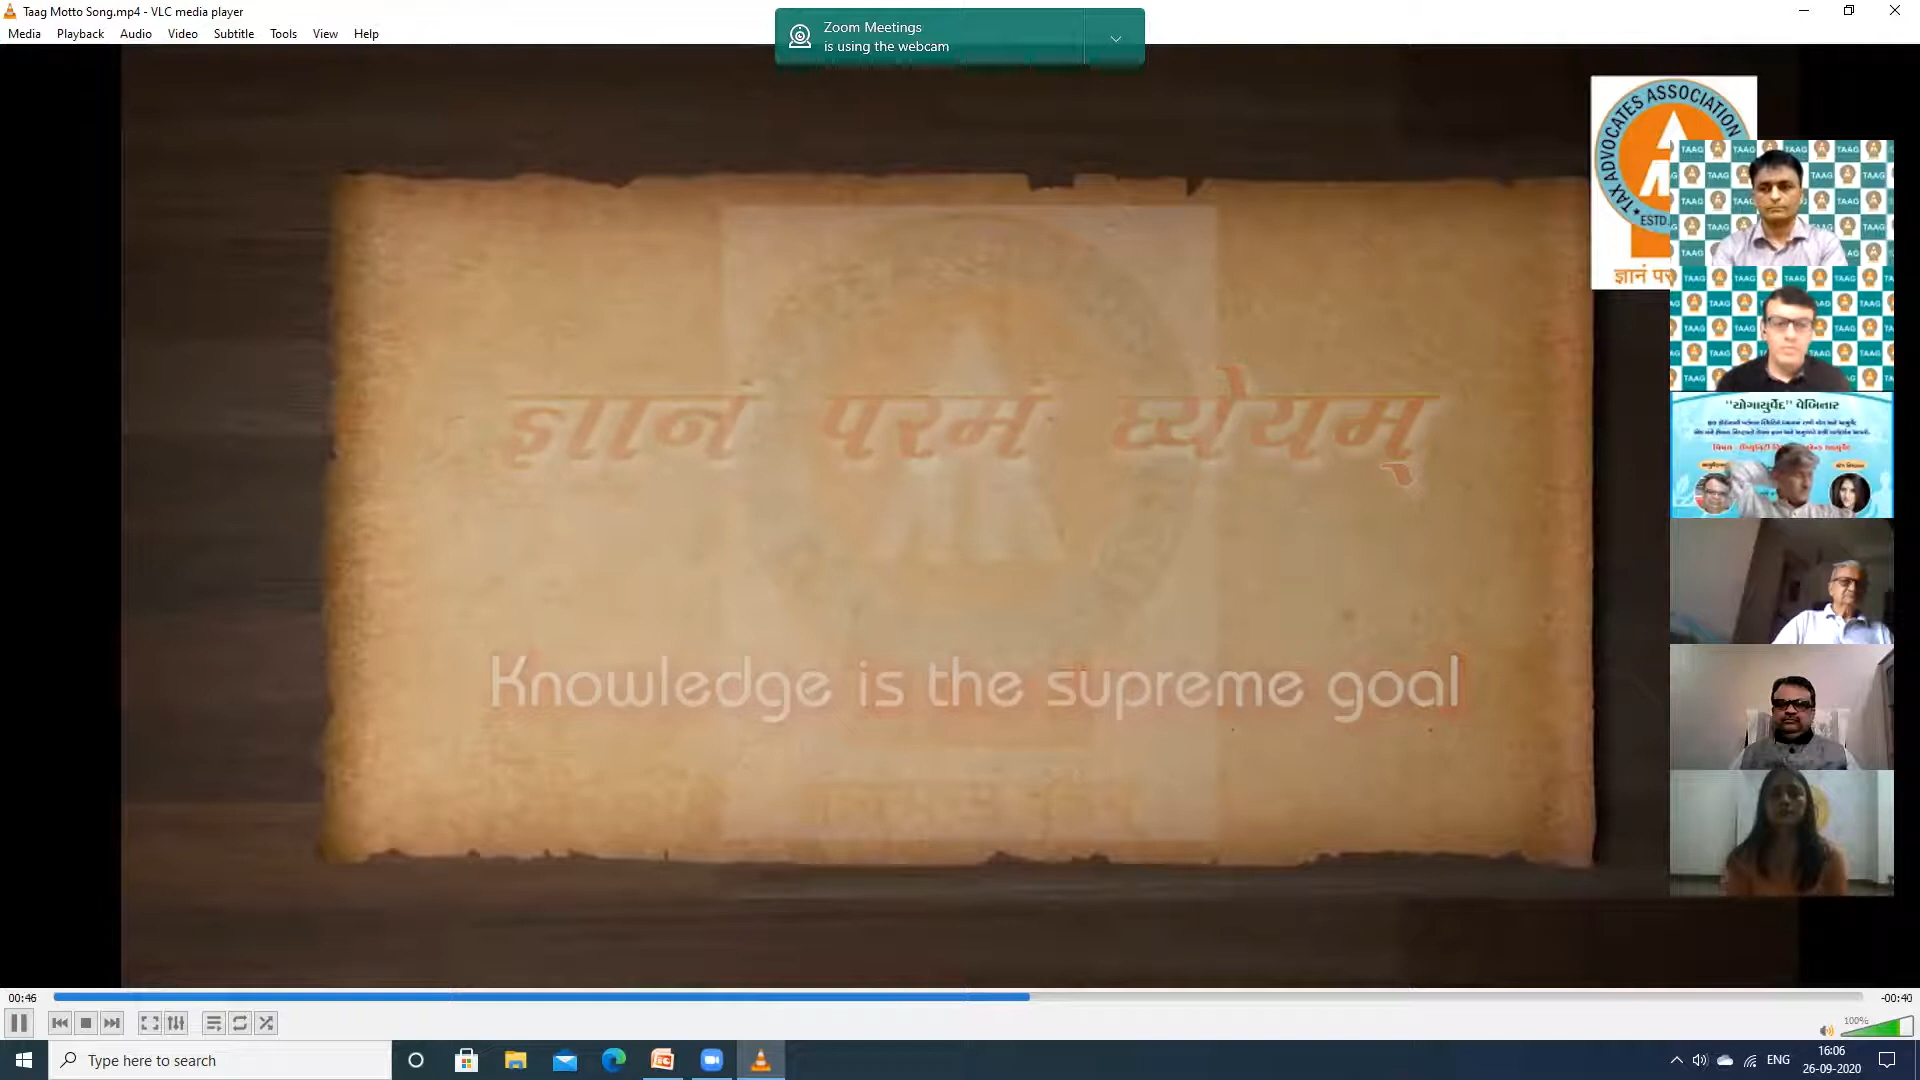 Taag Motto Song.mp4 - VLC media player
Media Playback Audio Video Subtitle Tools View Help
Zoom Meetings
is using the webcam
TAX ADVOCATES ASSOCIATION
ESTD
ज्ञानं पर
ज्ञानं परमं ध्येयम्
Knowledge is the supreme goal
TAAG
TAAG
"યોગાયુર્વેદ" વેબિનાર
00:46
-00:40
100%
Type here to search
ENG
16:06
26-09-2020